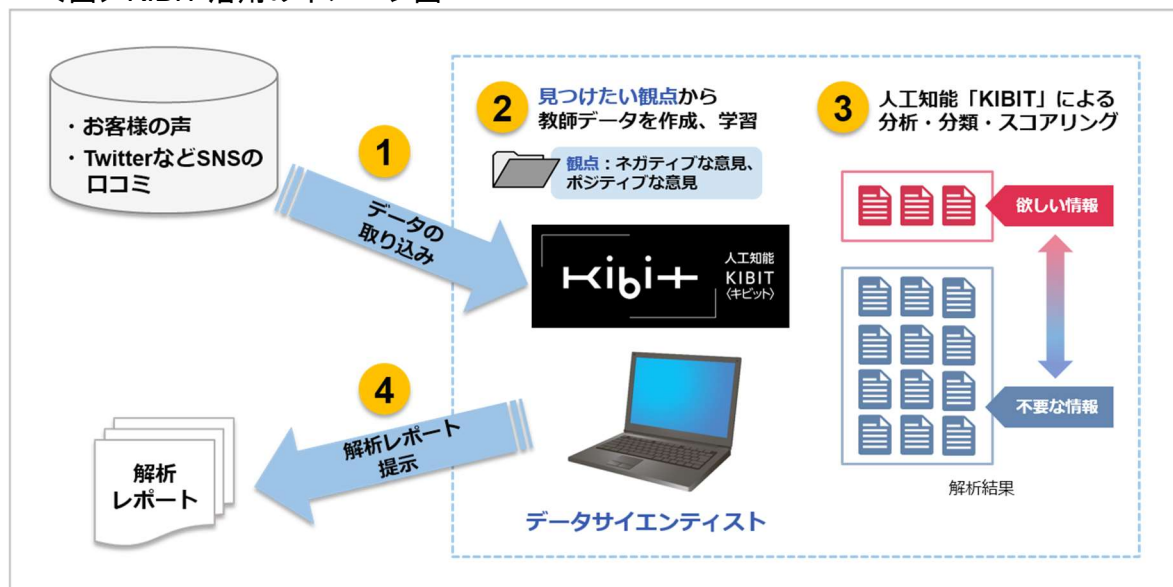 ・お客様の声
・TwitterなどSNSの
口コミ
1
データの
取り込み
2
見つけたい観点から
教師データを作成、学習
観点：ネガティブな意見、
ポジティブな意見
kibit
人工知能
KIBIT
〈キビット〉
データサイエンティスト
3
人工知能「KIBIT」による
分析・分類・スコアリング
欲しい情報
不要な情報
解析結果
4
解析レポート
提示
解析
レポート